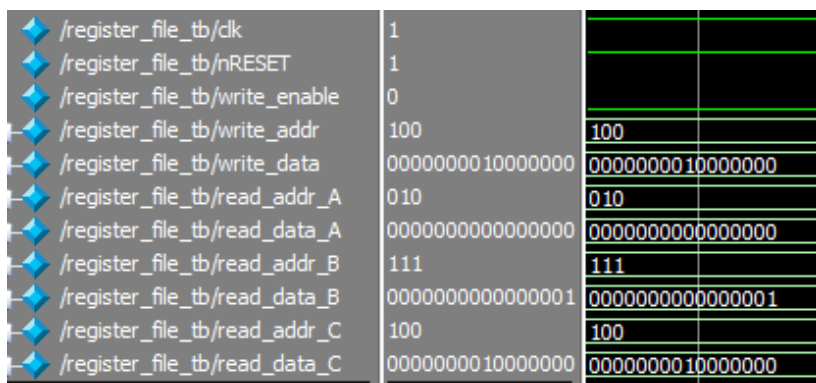 /register_file_tb/clk 1
/register_file_tb/nRESET 1
/register_file_tb/write_enable 0
/register_file_tb/write_addr 100 100
/register_file_tb/write_data 0000000010000000 0000000010000000
/register_file_tb/read_addr_A 010 010
/register_file_tb/read_data_A 0000000000000000 0000000000000000
/register_file_tb/read_addr_B 111 111
/register_file_tb/read_data_B 0000000000000001 0000000000000001
/register_file_tb/read_addr_C 100 100
/register_file_tb/read_data_C 0000000010000000 0000000010000000